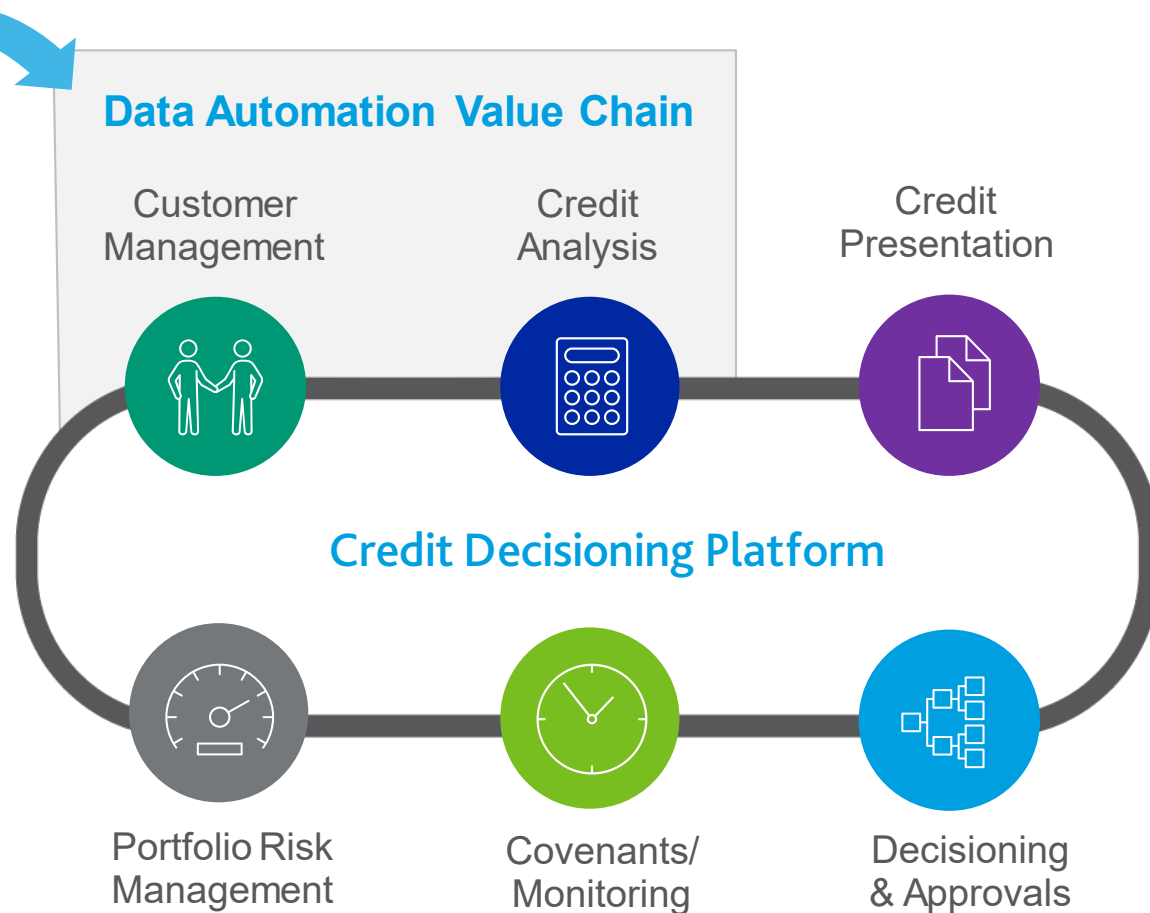 Data Automation Value Chain
Customer
Management
Credit
Analysis
Credit
Presentation
Credit Decisioning Platform
Portfolio Risk
Management
Covenants/
Monitoring
Decisioning
& Approvals